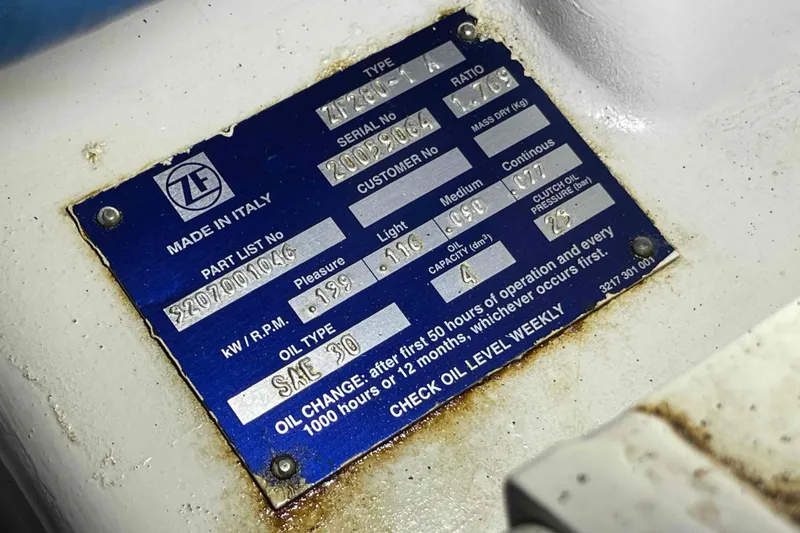 ZF
MADE IN ITALY
TYPE
ZF280-1 A
RATIO
1.769
SERIAL No
20059064
MASS DRY (Kg)
CUSTOMER No
PART LIST No
3207001046
Pleasure
Light
Medium
Continous
kW / R.P.M.
.139
.116
.090
.077
OIL TYPE
SAE 30
OIL
CAPACITY (dm³)
4
CLUTCH OIL
PRESSURE (bar)
25
OIL CHANGE: after first 50 hours of operation and every
1000 hours or 12 months, whichever occurs first.
CHECK OIL LEVEL WEEKLY
3217 301 001